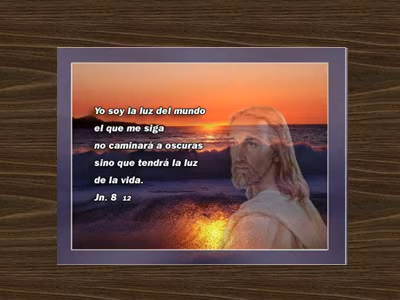 Yo soy la luz del mundo
el que me siga
no caminará a oscuras
sino que tendrá la luz
de la vida.
Jn. 8 12